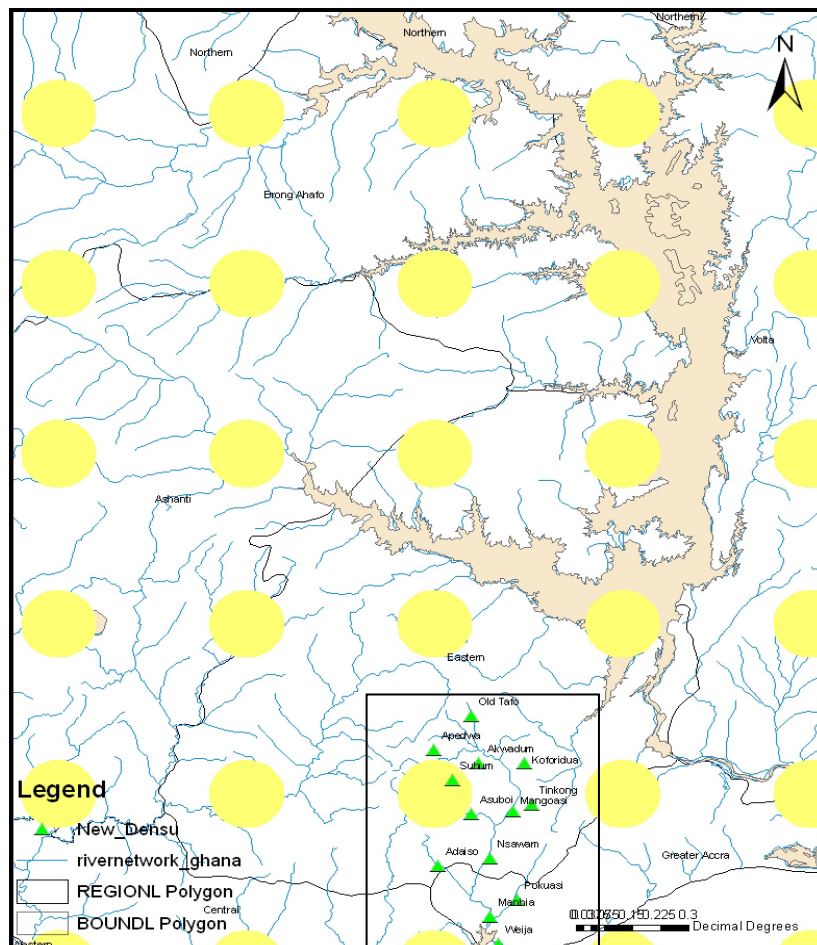 Northern
Northern
Northern
N
Brong Ahafo
Volta
Ashanti
Eastern
Old Tafo
Apedwa
Akwadum
Koforidua
Suhum
Tinkong
Asuboi
Mangoasi
Nsawam
Adaiso
Greater Accra
Pokuasi
Manhia
Central
Weija
Legend
New_Densu
rivernetwork_ghana
REGIONL Polygon
BOUNDL Polygon
Decimal Degrees